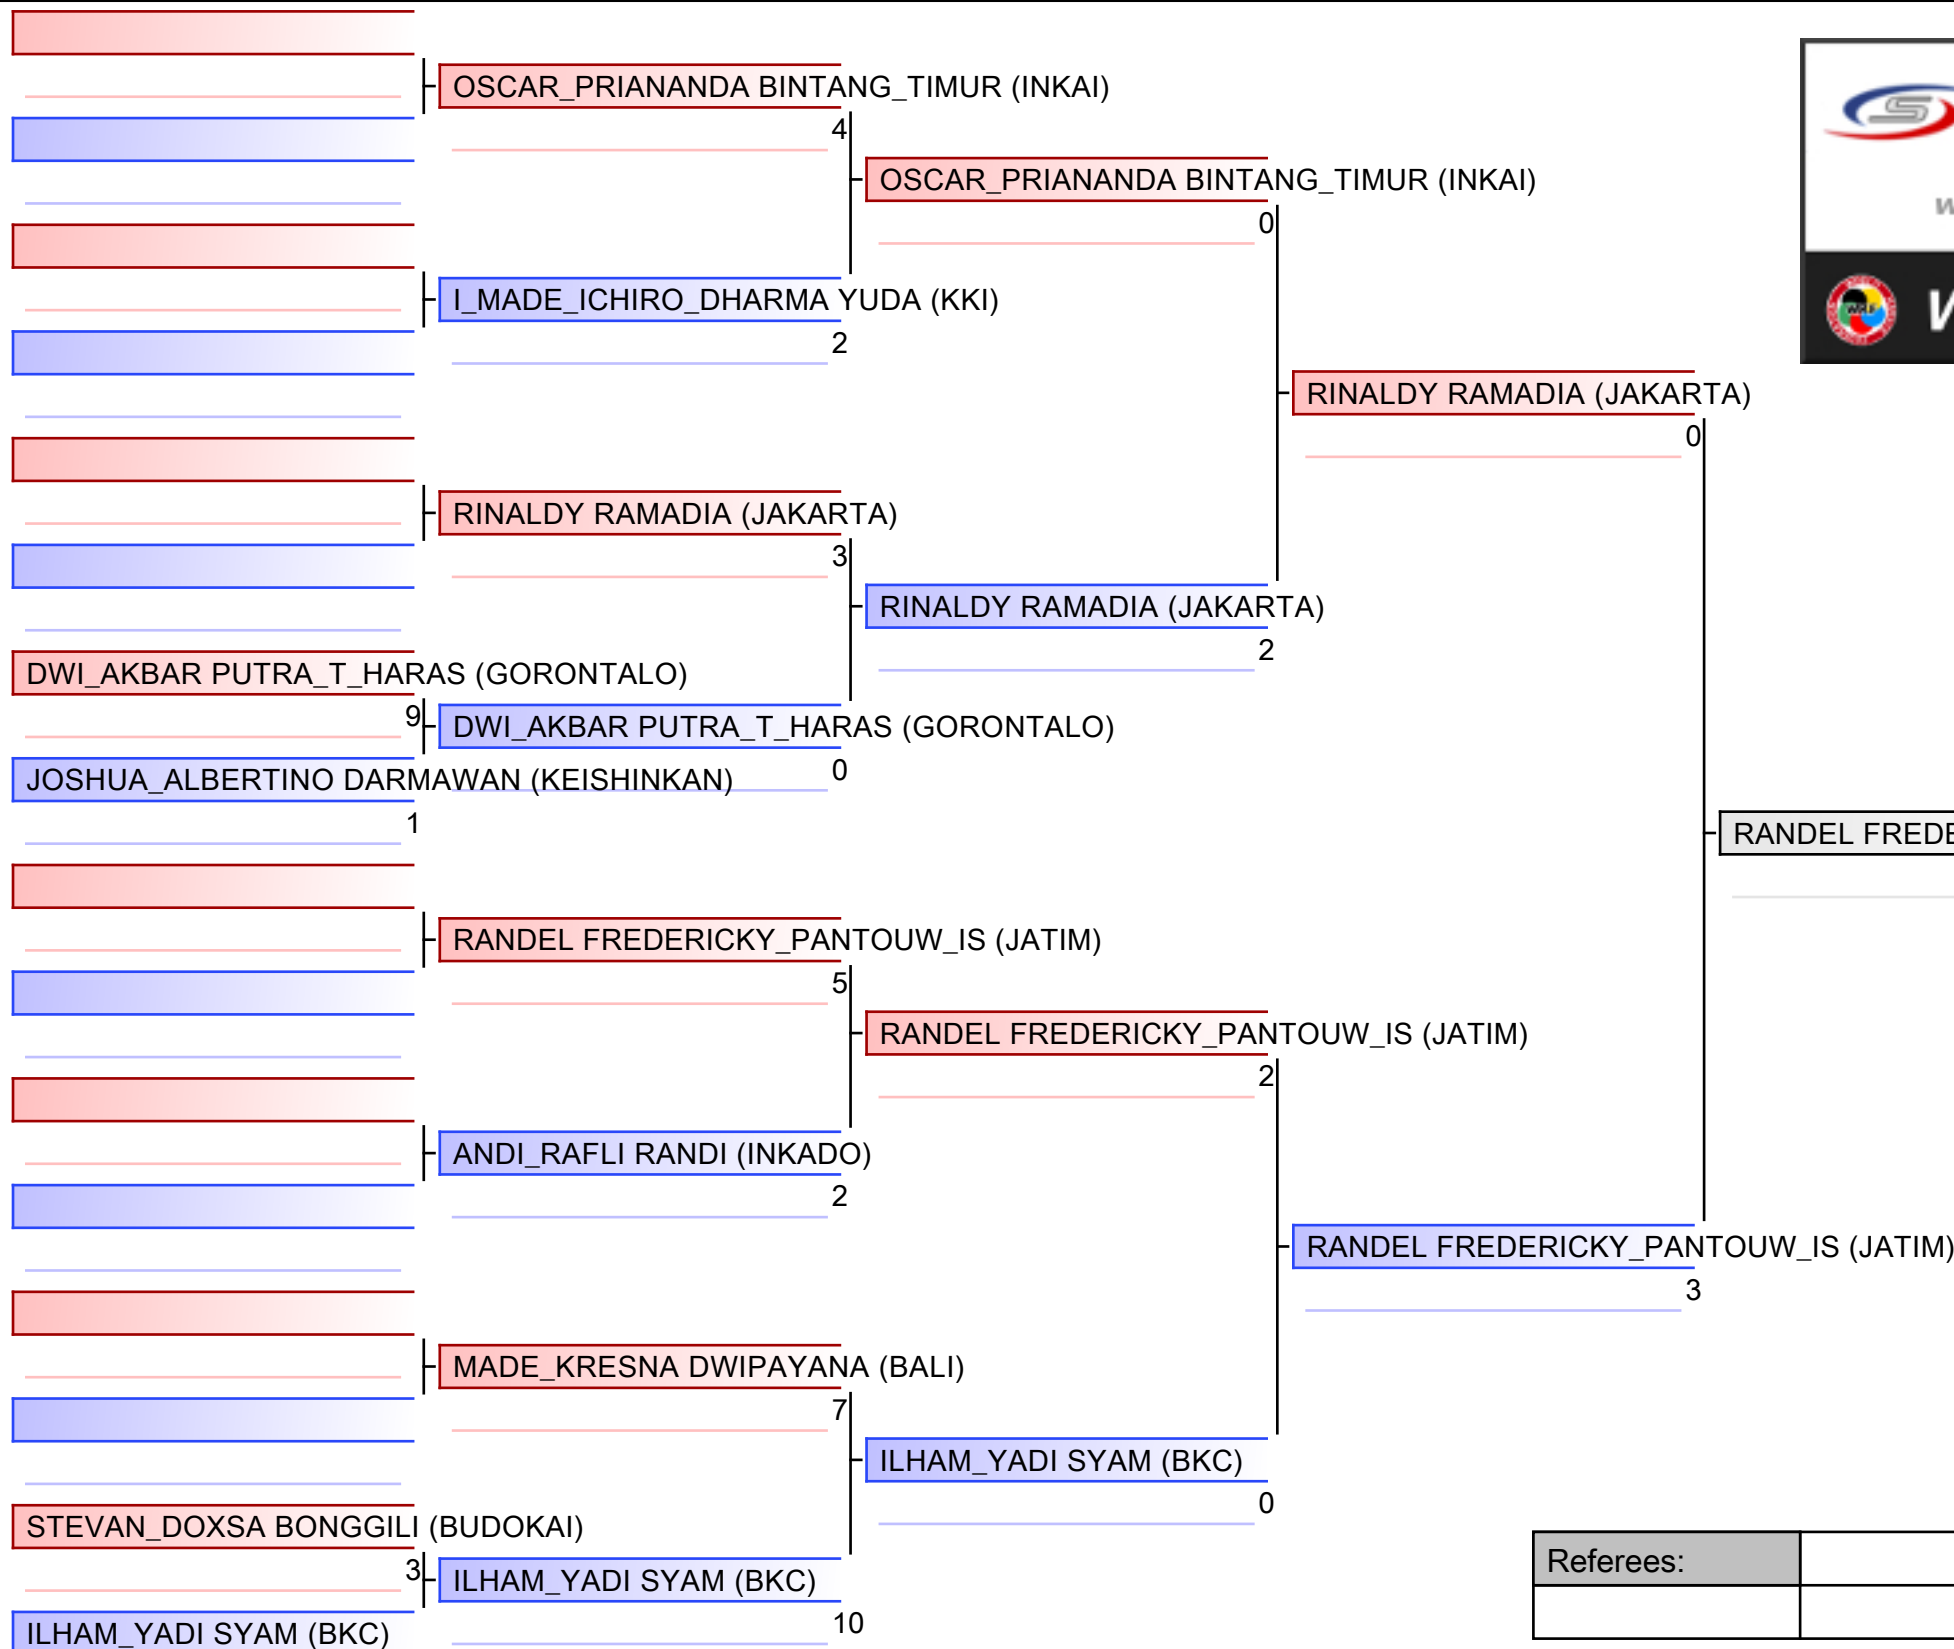 OSCAR_PRIANANDA BINTANG_TIMUR (INKAI)
4
OSCAR_PRIANANDA BINTANG_TIMUR (INKAI)
0
I_MADE_ICHIRO_DHARMA YUDA (KKI)
2
RINALDY RAMADIA (JAKARTA)
0
RINALDY RAMADIA (JAKARTA)
3
RINALDY RAMADIA (JAKARTA)
2
DWI_AKBAR PUTRA_T_HARAS (GORONTALO)
9
DWI_AKBAR PUTRA_T_HARAS (GORONTALO)
0
JOSHUA_ALBERTINO DARMAWAN (KEISHINKAN)
1
RANDEL FREDE
RANDEL FREDERICKY_PANTOUW_IS (JATIM)
5
RANDEL FREDERICKY_PANTOUW_IS (JATIM)
2
ANDI_RAFLI RANDI (INKADO)
2
RANDEL FREDERICKY_PANTOUW_IS (JATIM)
3
MADE_KRESNA DWIPAYANA (BALI)
7
ILHAM_YADI SYAM (BKC)
0
STEVAN_DOXSA BONGGILI (BUDOKAI)
3
ILHAM_YADI SYAM (BKC)
10
ILHAM_YADI SYAM (BKC)
Referees: